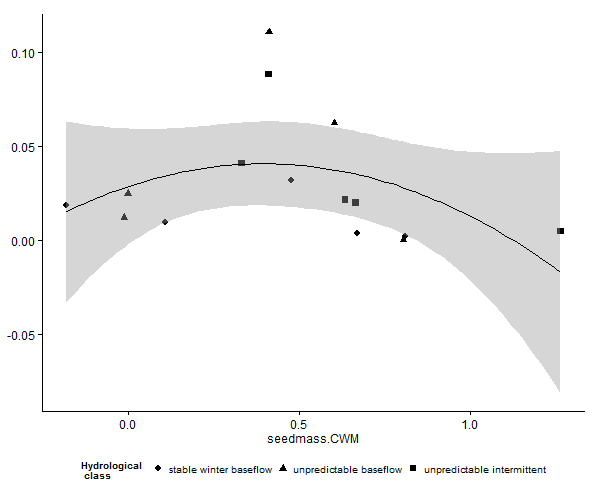 0.10
0.05
0.00
-0.05
0.0 0.5 1.0
seedmass.CWM
Hydrological
class
stable winter baseflow unpredictable baseflow unpredictable intermittent